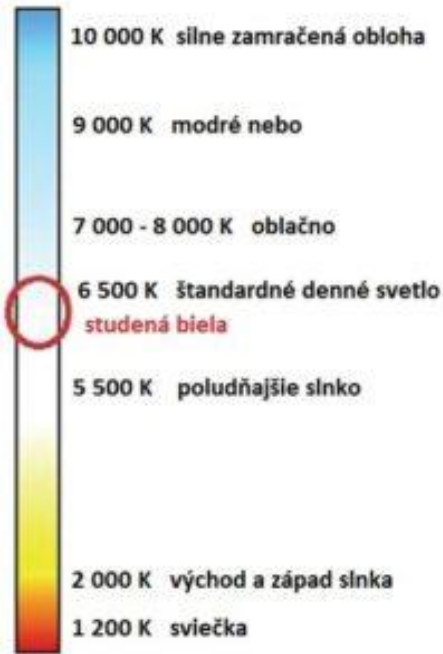 10 000 K silne zamračená obloha
9 000 K modré nebo
7 000 - 8 000 K oblačno
6 500 K štandardné denné svetlo
studená biela
5 500 K poludňajšie slnko
2 000 K východ a západ slnka
1 200 K sviečka